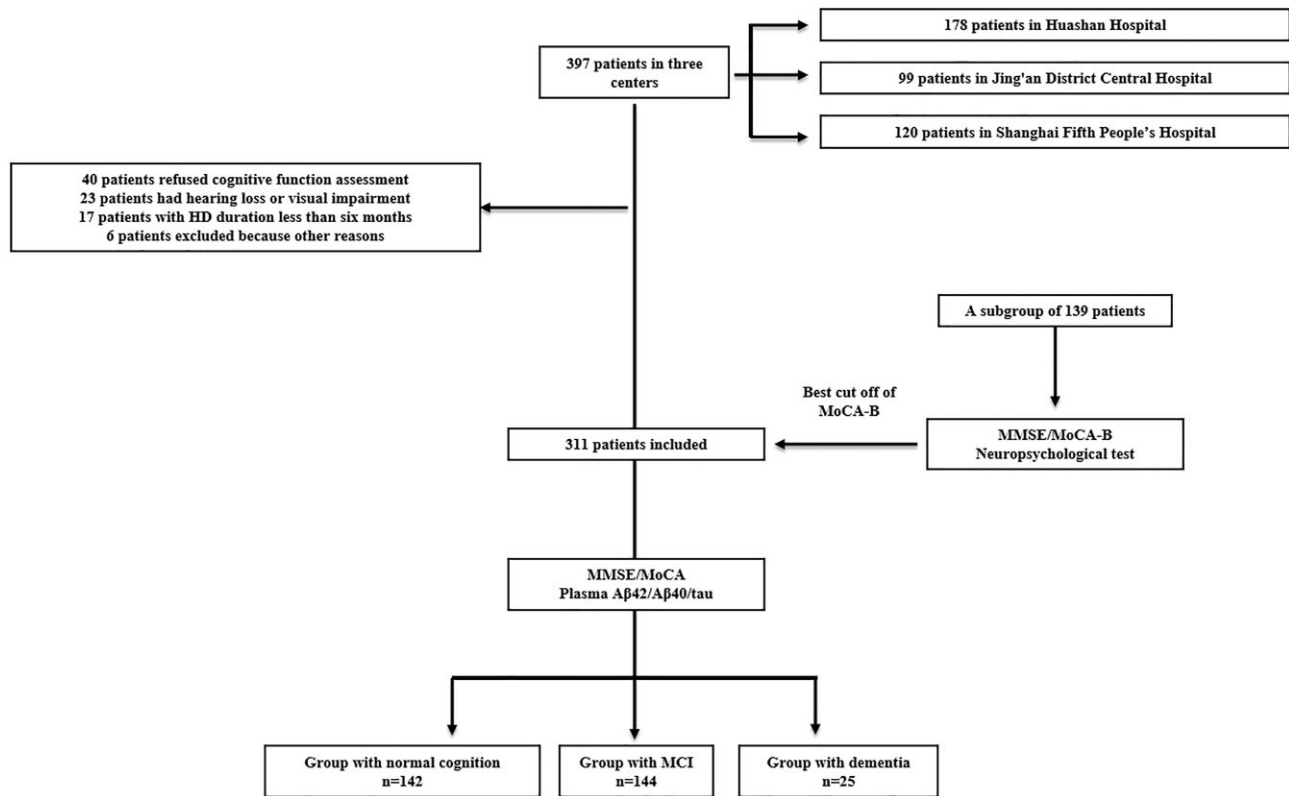 178 patients in Huashan Hospital
397 patients in three
centers
99 patients in Jing'an District Central Hospital
120 patients in Shanghai Fifth People’s Hospital
40 patients refused cognitive function assessment
23 patients had hearing loss or visual impairment
17 patients with HD duration less than six months
6 patients excluded because other reasons
A subgroup of 139 patients
Best cut off of
MoCA-B
311 patients included
MMSE/MoCA-B
Neuropsychological test
MMSE/MoCA
Plasma Aβ42/Aβ40/tau
Group with normal cognition
n=142
Group with MCI
n=144
Group with dementia
n=25